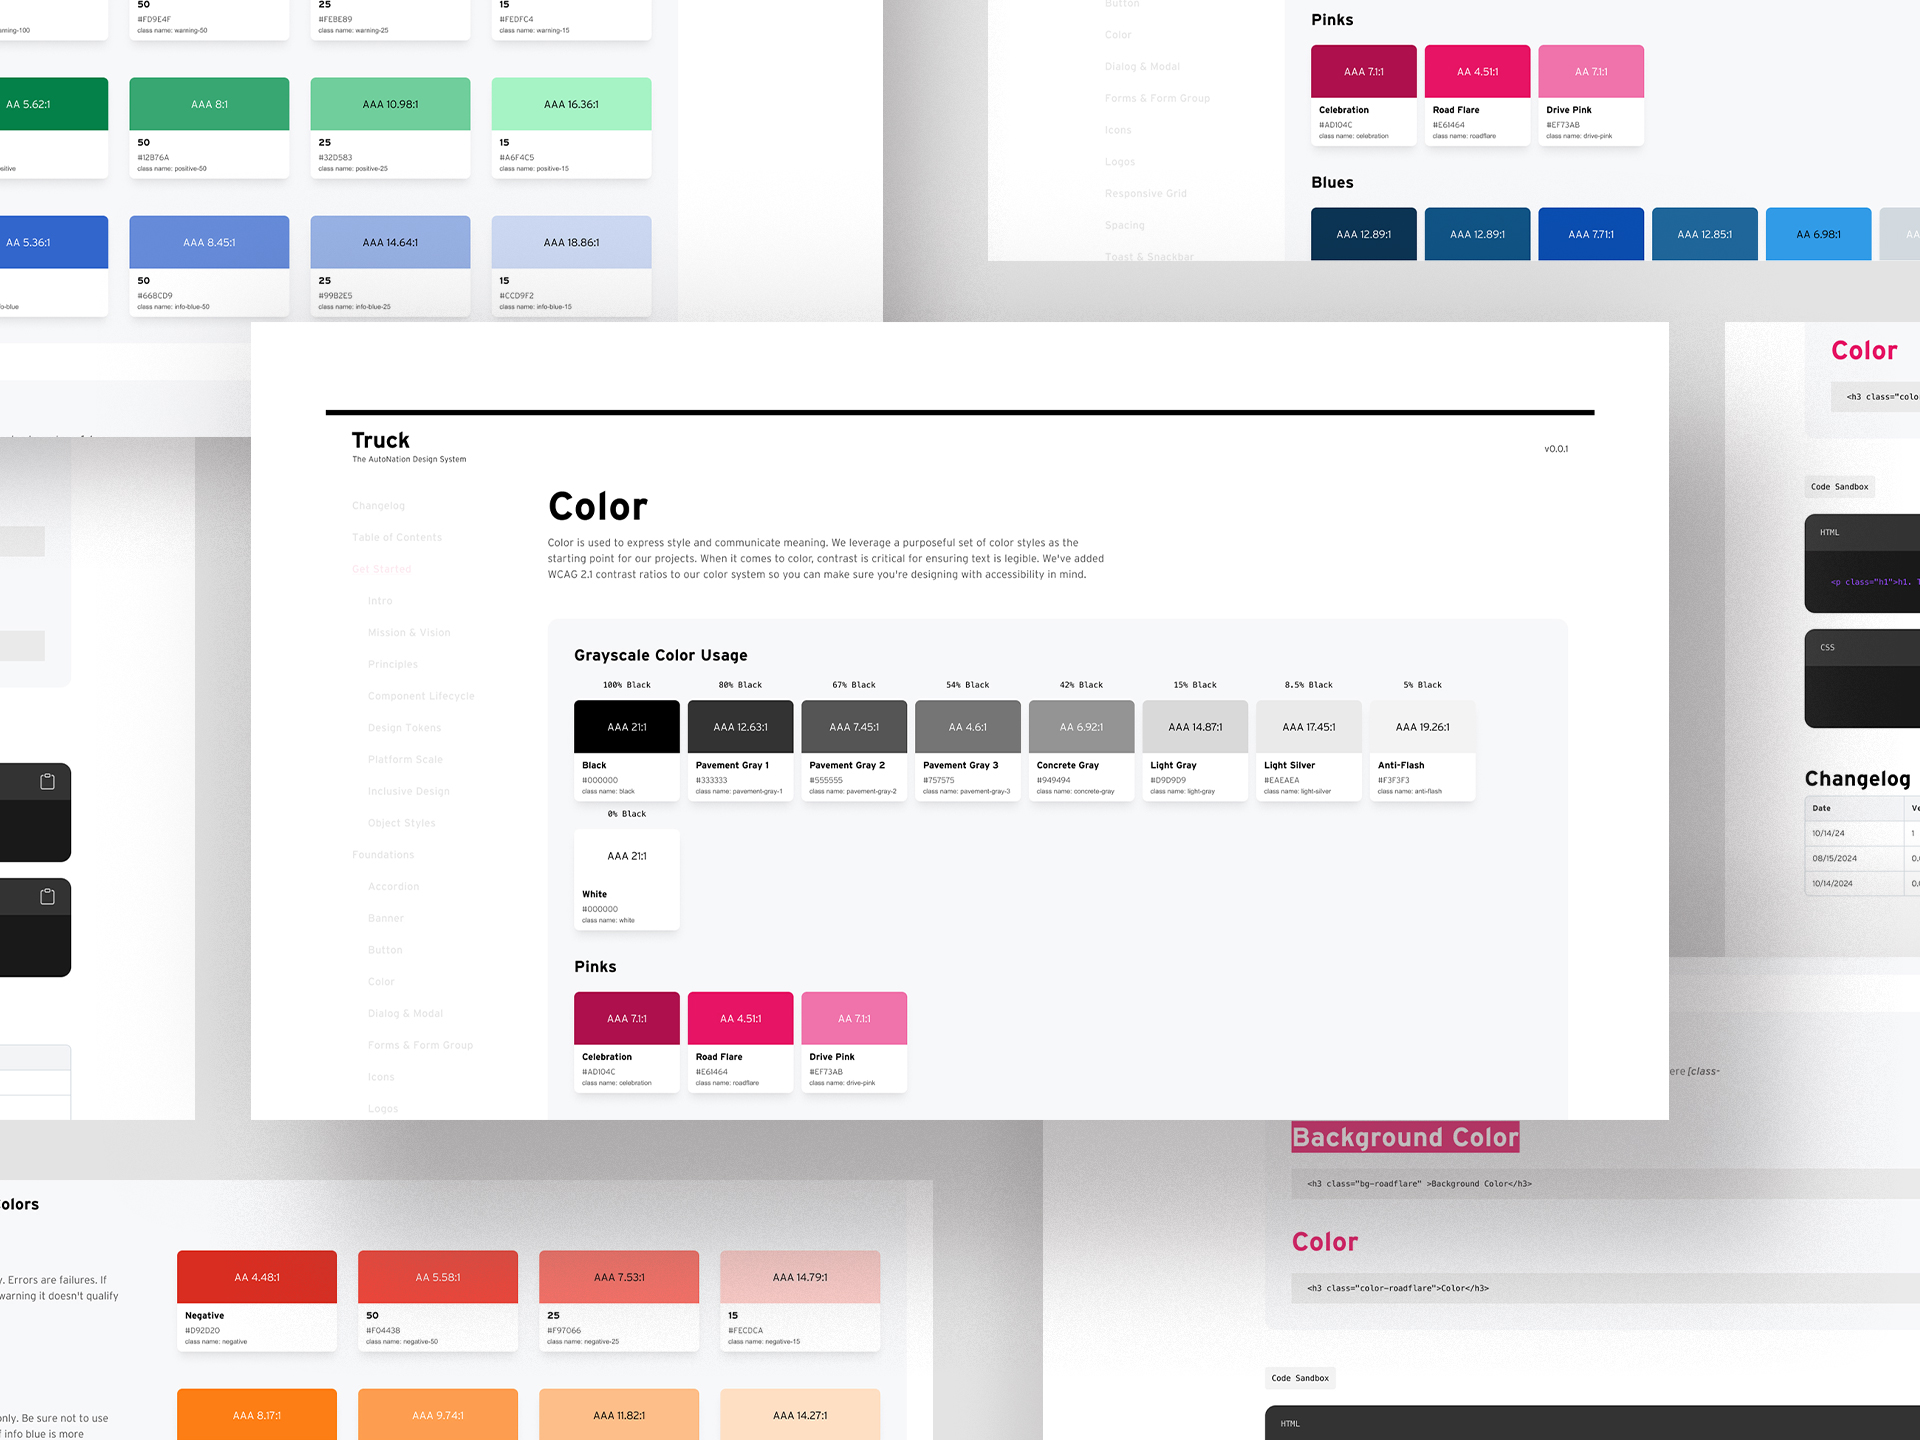 50
25
15
#FD9E4F
#FEBE89
#FEDFC4
class name: warning-50
class name: warning-25
class name: warning-15
AA 5.62:1
AAA 8:1
AAA 10.98:1
AAA 16.36:1
50
25
15
#12B76A
#32D583
#A6F4C5
class name: positive-50
class name: positive-25
class name: positive-15
AA 5.36:1
AAA 8.45:1
AAA 14.64:1
AAA 18.86:1
50
25
15
#668CD9
#99B2E5
#CCD9F2
class name: info-blue-50
class name: info-blue-25
class name: info-blue-15
Button
Color
Dialog & Modal
Forms & Form Group
Icons
Logos
Responsive Grid
Spacing
Toast & Snackbar
Pinks
AAA 7.1:1
AA 4.51:1
AA 7.1:1
Celebration
Road Flare
Drive Pink
#AD104C
#E61464
#EF73AB
class name: celebration
class name: roadflare
class name: drive-pink
Blues
AAA 12.89:1
AAA 12.89:1
AAA 7.71:1
AAA 12.85:1
AA 6.98:1
Truck
The AutoNation Design System
v0.0.1
Changelog
Table of Contents
Get Started
Intro
Mission & Vision
Principles
Component Lifecycle
Design Tokens
Platform Scale
Inclusive Design
Object Styles
Foundations
Accordion
Banner
Button
Color
Dialog & Modal
Forms & Form Group
Icons
Logos
Color
Color is used to express style and communicate meaning. We leverage a purposeful set of color styles as the
starting point for our projects. When it comes to color, contrast is critical for ensuring text is legible. We've added
WCAG 2.1 contrast ratios to our color system so you can make sure you're designing with accessibility in mind.
Grayscale Color Usage
100% Black
80% Black
67% Black
54% Black
42% Black
15% Black
8.5% Black
5% Black
AAA 21:1
AAA 12.63:1
AAA 7.45:1
AA 4.6:1
AA 6.92:1
AAA 14.87:1
AAA 17.45:1
AAA 19.26:1
Black
Pavement Gray 1
Pavement Gray 2
Pavement Gray 3
Concrete Gray
Light Gray
Light Silver
Anti-Flash
#000000
#333333
#555555
#757575
#949494
#D9D9D9
#EAEAEA
#F3F3F3
class name: black
class name: pavement-gray-1
class name: pavement-gray-2
class name: pavement-gray-3
class name: concrete-gray
class name: light-gray
class name: light-silver
class name: anti-flash
0% Black
AAA 21:1
White
#000000
class name: white
Pinks
AAA 7.1:1
AA 4.51:1
AA 7.1:1
Celebration
Road Flare
Drive Pink
#AD104C
#E61464
#EF73AB
class name: celebration
class name: roadflare
class name: drive-pink
Color
<h3 class="color
Code Sandbox
HTML
<p class="h1">h1. T
CSS
Changelog
Date
10/14/24
1
08/15/2024
0.
10/14/2024
0.
ere [class-
Background Color
<h3 class="bg-roadflare" >Background Color</h3>
Color
<h3 class="color-roadflare">Color</h3>
Code Sandbox
HTML
olors
y. Errors are failures. If
warning it doesn't qualify
AA 4.48:1
AA 5.58:1
AAA 7.53:1
AAA 14.79:1
Negative
50
25
15
#D92D20
#F04438
#F97066
#FECDCA
class name: negative
class name: negative-50
class name: negative-25
class name: negative-15
only. Be sure not to use
f info blue is more
AAA 8.17:1
AAA 9.74:1
AAA 11.82:1
AAA 14.27:1